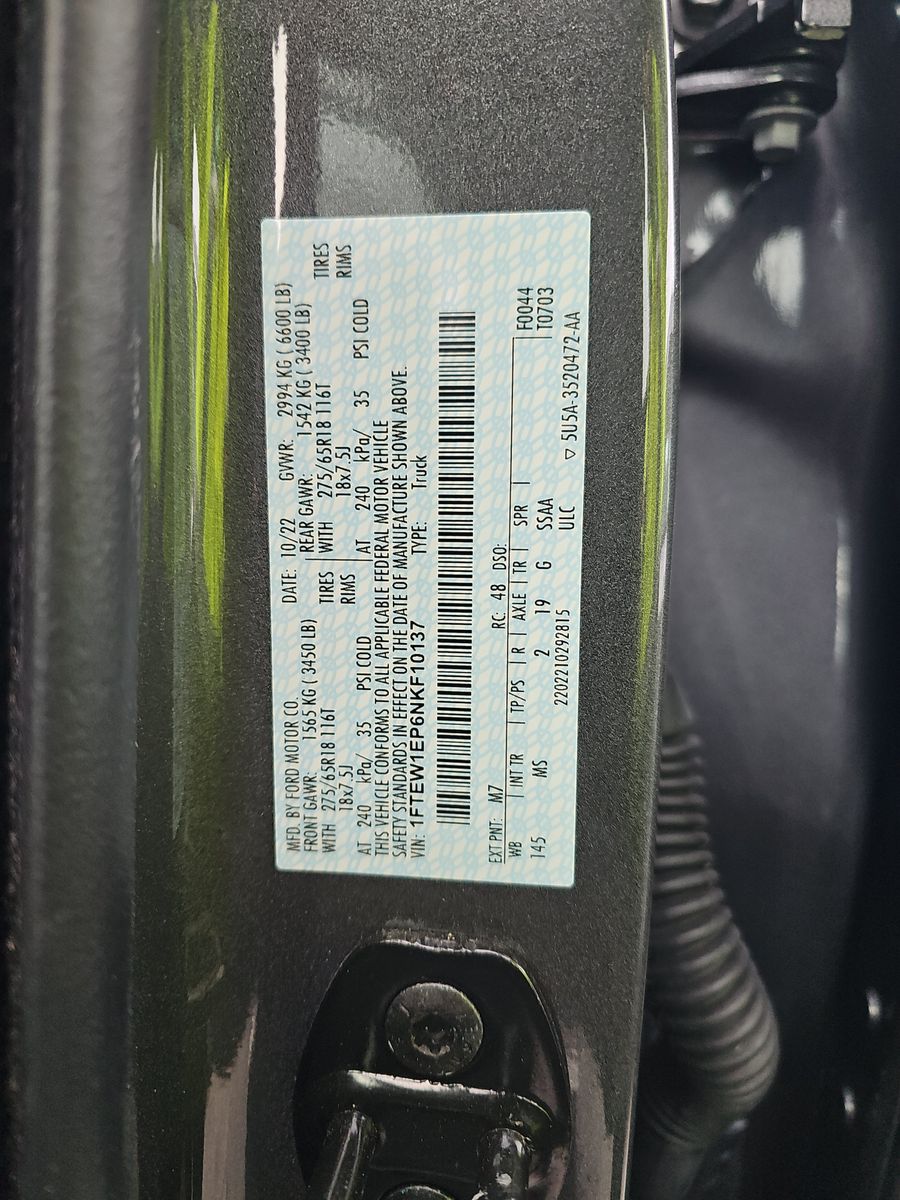 MFD. BY FORD MOTOR CO. DATE: 10/22 GVWR: 2994 KG ( 6600 LB)
FRONT GAWR: 1565 KG ( 3450 LB) REAR GAWR: 1542 KG ( 3400 LB)
WITH 275/65R18 116T TIRES WITH 275/65R18 116T TIRES
18x7.5J RIMS 18x7.5J RIMS
AT 240 kPa/ 35 PSI COLD AT 240 kPa/ 35 PSI COLD
THIS VEHICLE CONFORMS TO ALL APPLICABLE FEDERAL MOTOR VEHICLE
SAFETY STANDARDS IN EFFECT ON THE DATE OF MANUFACTURE SHOWN ABOVE.
VIN: 1FTEW1EP6NKF10137 TYPE: Truck
EXT PNT: M7 RC: 48 DSO:
WB INT TR TP/PS R AXLE TR SPR F0044
145 MS 2 19 G SSAA T0703
ULC
2202210292815 ▽ 5U5A-3520472-AA